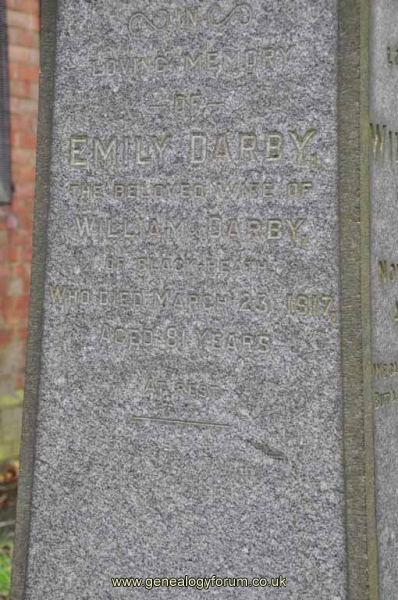 IN
LOVING MEMORY
OF
EMILY DARBY,
THE BELOVED WIFE OF
WILLIAM DARBY,
OF BLACKHEATH
WHO DIED MARCH 23, 1917,
AGED 81 YEARS
AT REST
www.genealogyforum.co.uk